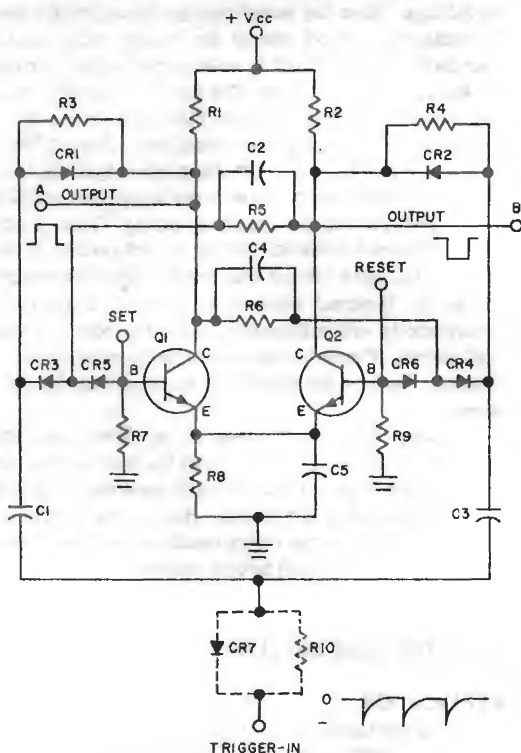 + Vcc
R3
R1
R2
R4
C2
CR1
CR2
A
OUTPUT
R5
OUTPUT
B
C4
RESET
SET
R6
Q1
Q2
CR3
CR5
B
C
C
B
CR6
CR4
E
E
R7
R8
C5
R9
C1
C3
CR7
R10
0
–
TRIGGER-IN